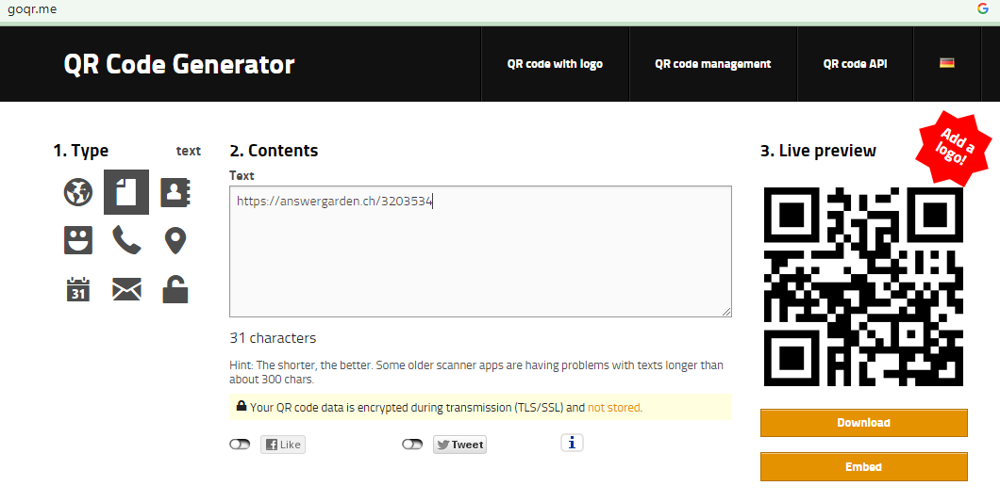 goqr.me
QR Code Generator
QR code with logo
QR code management
QR code API
1. Type
text
31
2. Contents
Text
https://answergarden.ch/3203534
31 characters
Hint: The shorter, the better. Some older scanner apps are having problems with texts longer than
about 300 chars.
Your QR code data is encrypted during transmission (TLS/SSL) and not stored.
Like
Tweet
i
3. Live preview
Add a
logo!
Download
Embed